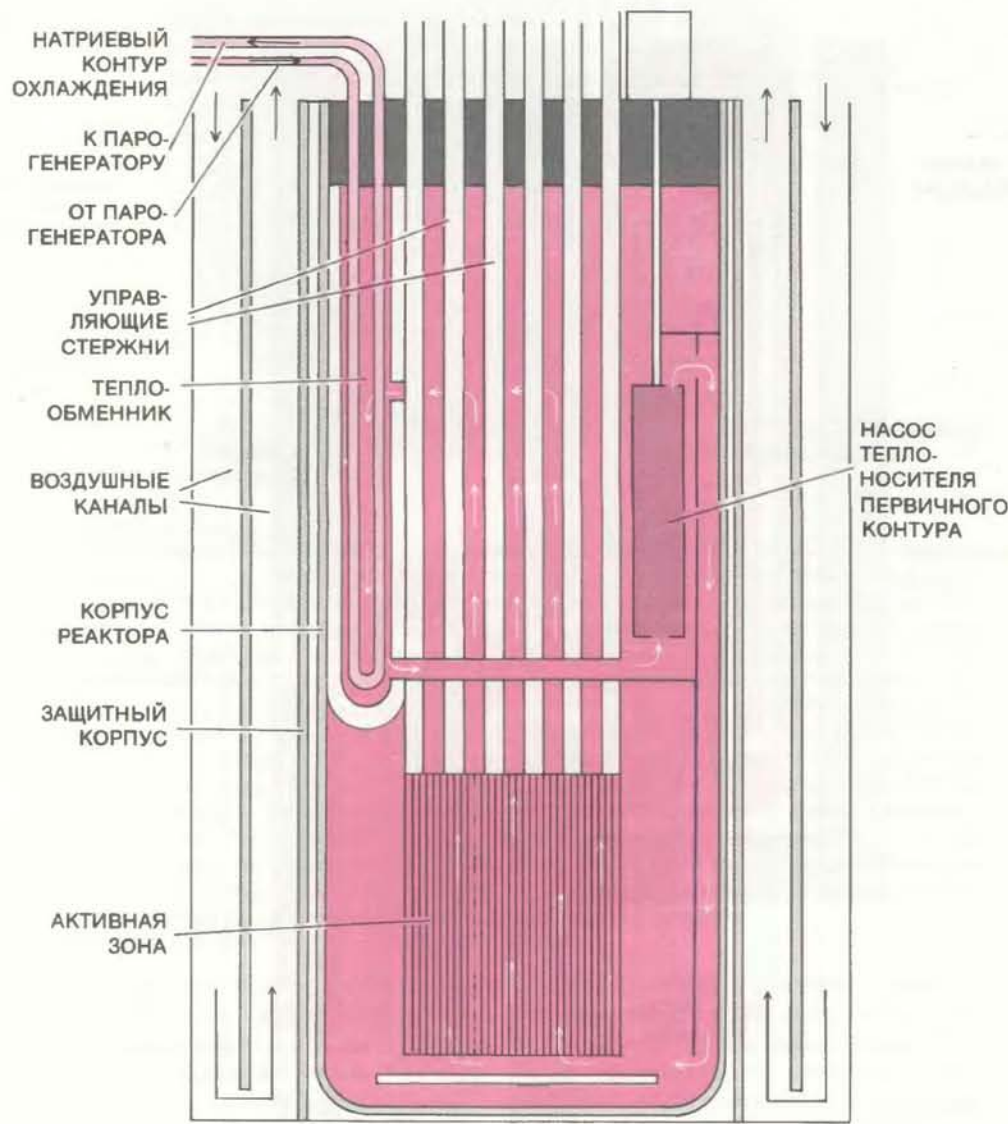 НАТРИЕВЫЙ
КОНТУР
ОХЛАЖДЕНИЯ
К ПАРО-
ГЕНЕРАТОРУ
ОТ ПАРО-
ГЕНЕРАТОРА
УПРАВ-
ЛЯЮЩИЕ
СТЕРЖНИ
ТЕПЛО-
ОБМЕННИК
ВОЗДУШНЫЕ
КАНАЛЫ
КОРПУС
РЕАКТОРА
ЗАЩИТНЫЙ
КОРПУС
АКТИВНАЯ
ЗОНА
НАСОС
ТЕПЛО-
НОСИТЕЛЯ
ПЕРВИЧНОГО
КОНТУРА